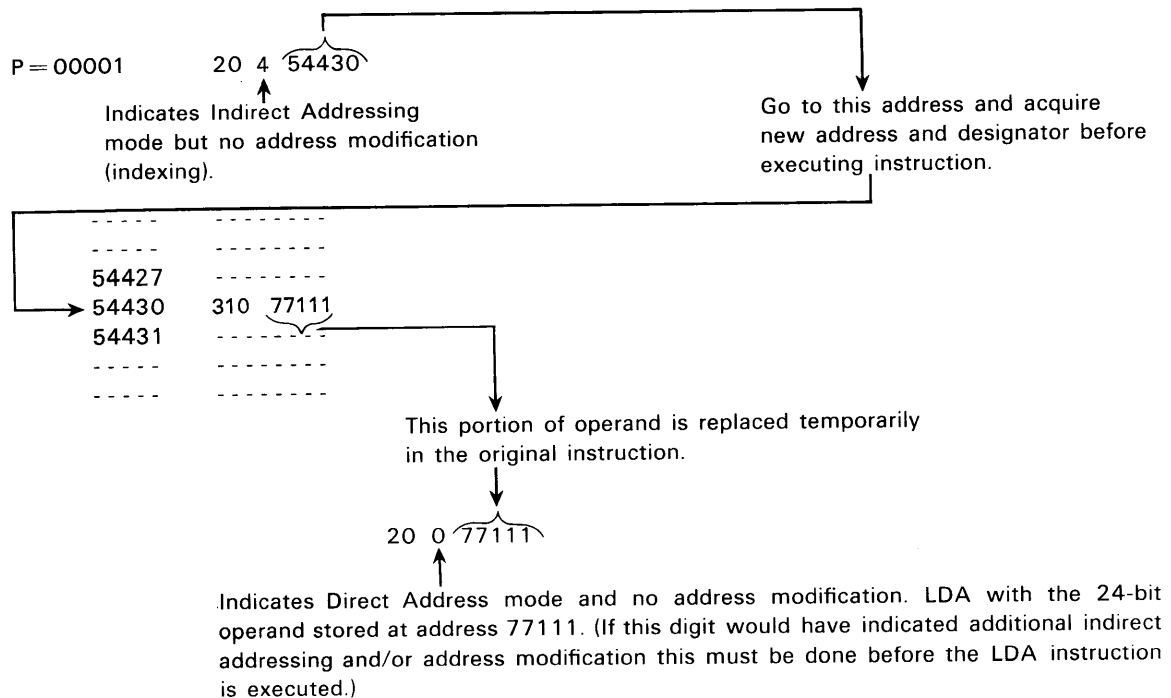 P = 00001 20 4 54430
Indicates Indirect Addressing
mode but no address modification
(indexing).
Go to this address and acquire
new address and designator before
executing instruction.
- - - - - - - - - - - - -
- - - - - - - - - - - - -
54427 - - - - - - - -
54430 310 77111
54431 - - - - - - - -
- - - - - - - - - - - - -
- - - - - - - - - - - - -
This portion of operand is replaced temporarily
in the original instruction.
20 0 77111
Indicates Direct Address mode and no address modification. LDA with the 24-bit
operand stored at address 77111. (If this digit would have indicated additional indirect
addressing and/or address modification this must be done before the LDA instruction
is executed.)